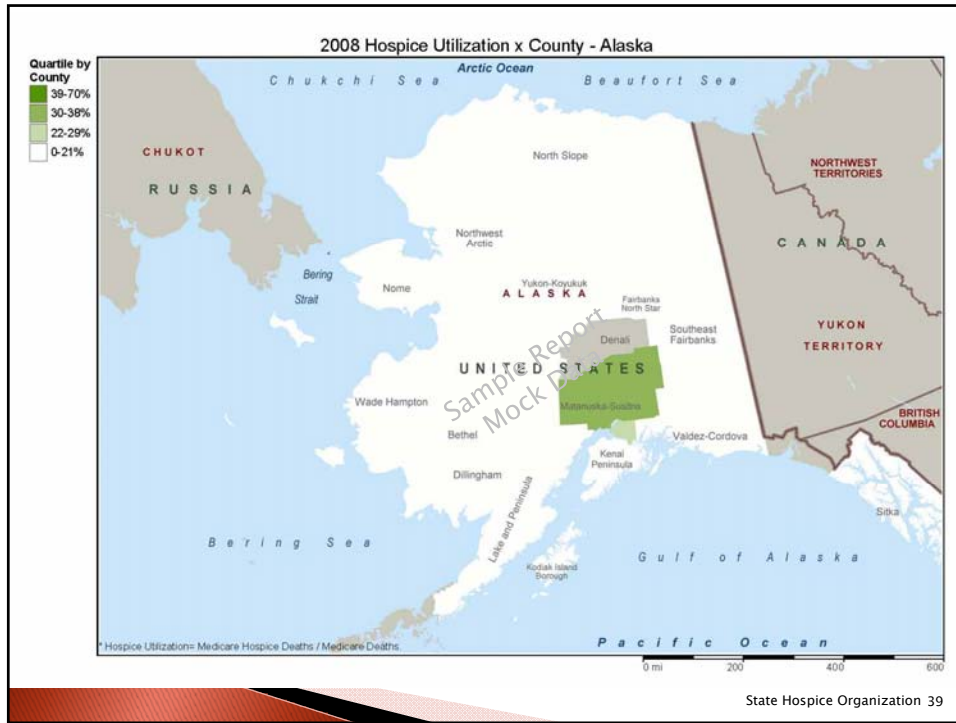 2008 Hospice Utilization x County - Alaska
Quartile by
County
39-70%
30-38%
22-29%
0-21%
Arctic Ocean
Chukchi Sea
Beaufort Sea
CHUKOT
RUSSIA
North Slope
NORTHWEST
TERRITORIES
CANADA
Northwest
Arctic
Bering
Strait
Nome
Yukon-Koyukuk
ALASKA
Fairbanks
North Star
Denali
Southeast
Fairbanks
YUKON
TERRITORY
UNITED STATES
Sample Report
Mock Data
Wade Hampton
Matanuska-Susitna
BRITISH
COLUMBIA
Bethel
Valdez-Cordova
Kenai
Peninsula
Dillingham
Lake and Peninsula
Sitka
Bering Sea
Gulf of Alaska
Kodiak Island
Borough
* Hospice Utilization= Medicare Hospice Deaths / Medicare Deaths.
Pacific Ocean
0 mi 200 400 600
State Hospice Organization 39